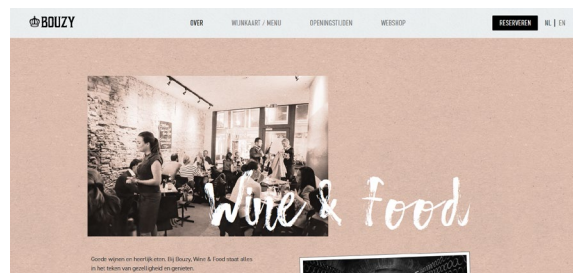 BOUZY
OVER
WIJNKAART / MENU
OPENINGSTIJDEN
WEBSHOP
RESERVEREN
NL | EN
Wine & Food
Goede wijnen en heerlijk eten. Bij Bouzy, Wine & Food staat alles
in het teken van gezelligheid en genieten.